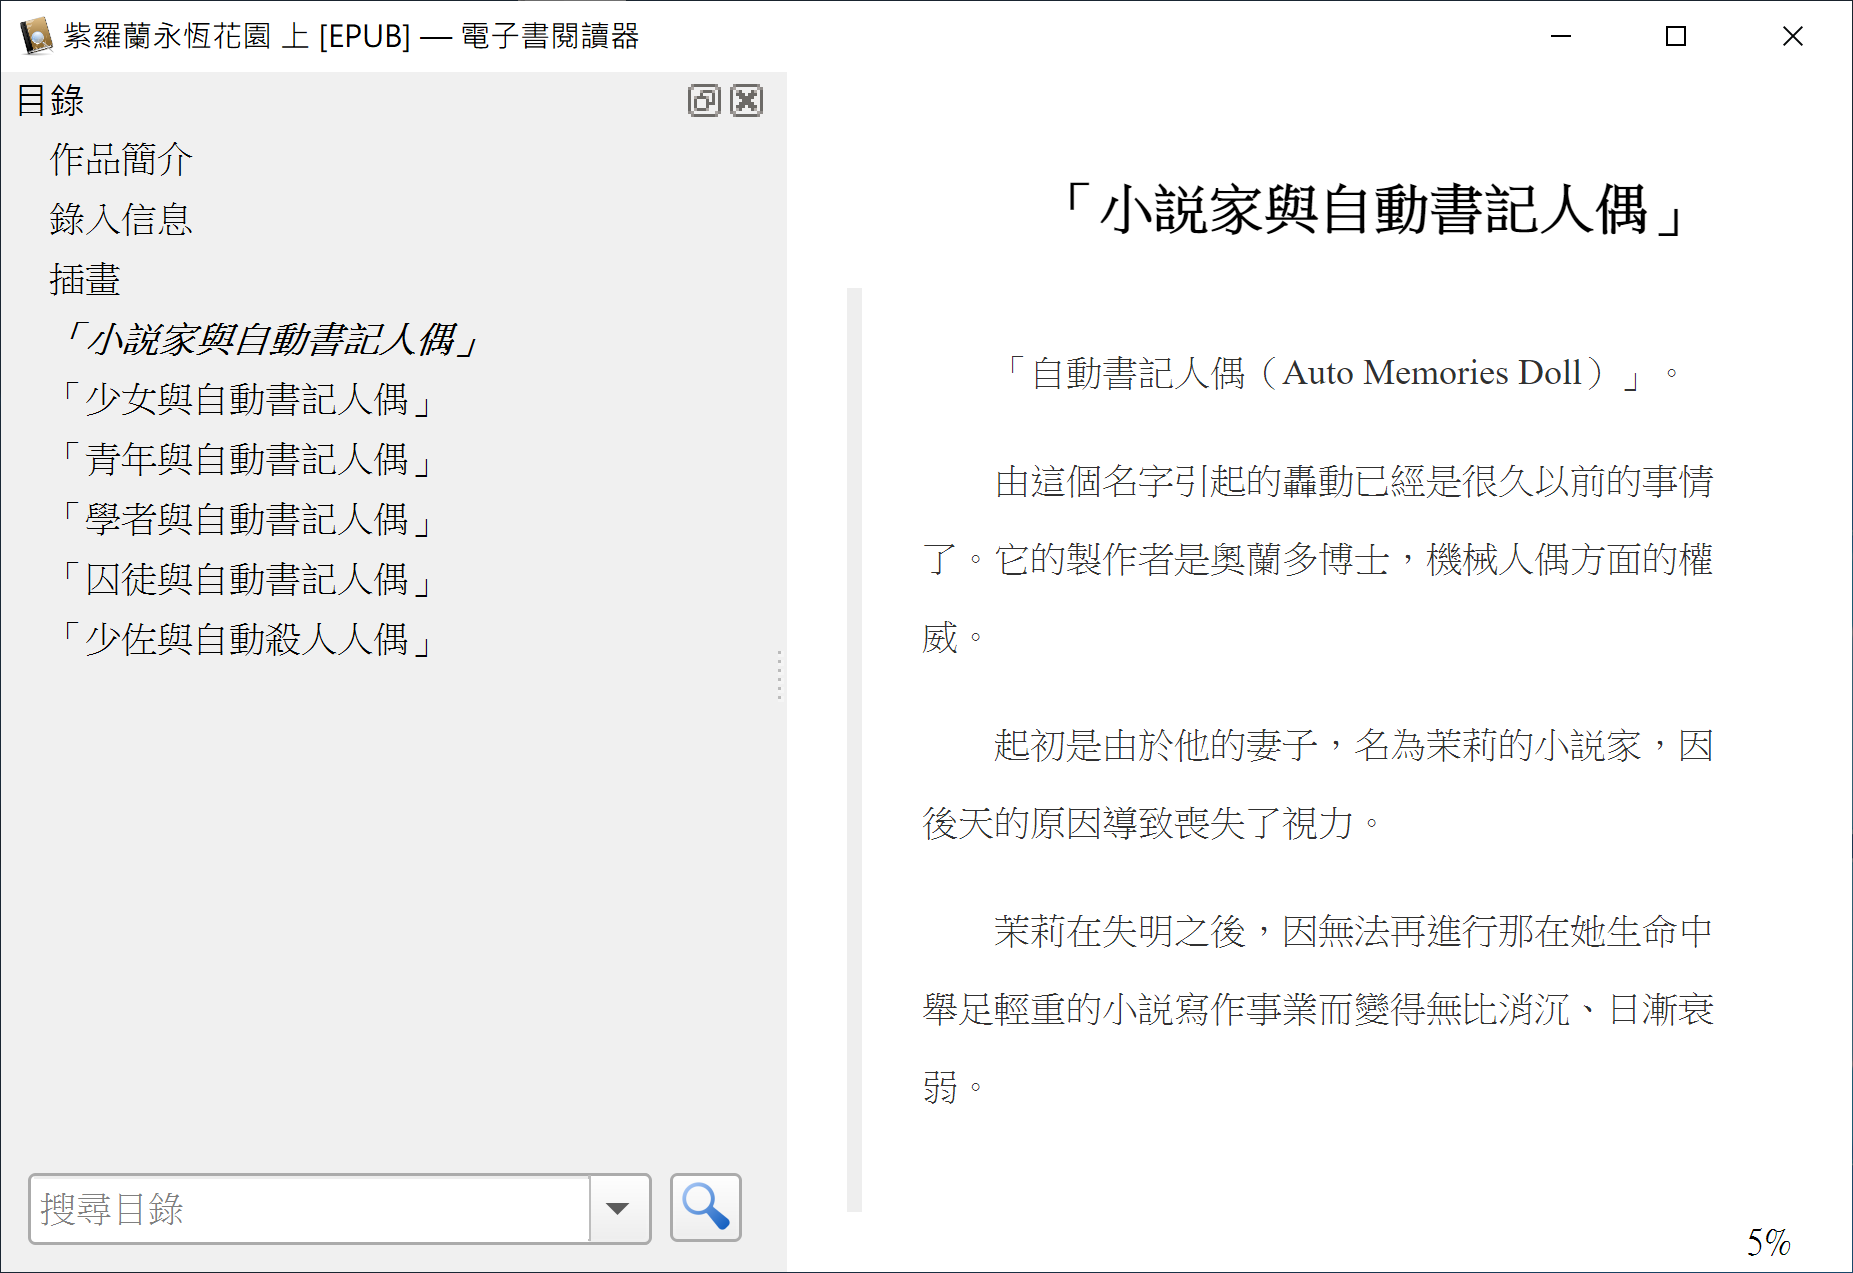 紫羅蘭永恆花園 上 [EPUB] — 電子書閱讀器
目錄
作品簡介
錄入信息
插畫
「小説家與自動書記人偶」
「少女與自動書記人偶」
「青年與自動書記人偶」
「學者與自動書記人偶」
「囚徒與自動書記人偶」
「少佐與自動殺人人偶」
搜尋目錄
「小説家與自動書記人偶」
「自動書記人偶（Auto Memories Doll）」。
由這個名字引起的轟動已經是很久以前的事情
了。它的製作者是奧蘭多博士，機械人偶方面的權
威。
起初是由於他的妻子，名為茉莉的小説家，因
後天的原因導致喪失了視力。
茉莉在失明之後，因無法再進行那在她生命中
舉足輕重的小説寫作事業而變得無比消沉、日漸衰
弱。
5%